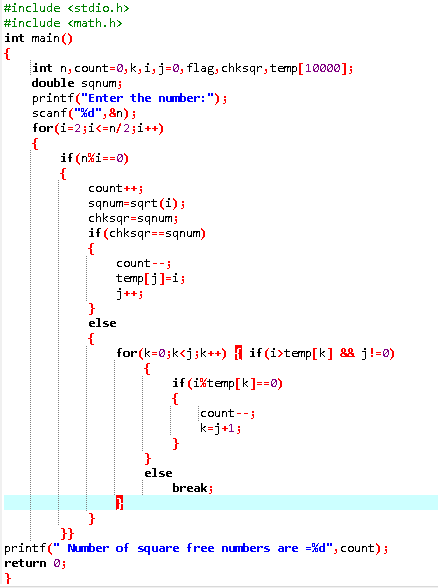 #include <stdio.h>
#include <math.h>
int main()
{
int n,count=0,k,i,j=0,flag,chksqr,temp[10000];
double sqnum;
printf("Enter the number:");
scanf("%d",&n);
for(i=2;i<=n/2;i++)
{
if(n%i==0)
{
count++;
sqnum=sqrt(i);
chksqr=sqnum;
if(chksqr==sqnum)
{
count--;
temp[j]=i;
j++;
}
else
{
for(k=0;k<j;k++) { if(i>temp[k] && j!=0)
{
if(i%temp[k]==0)
{
count--;
k=j+1;
}
}
else
break;
}
}
}}
printf(" Number of square free numbers are =%d",count);
return 0;
}